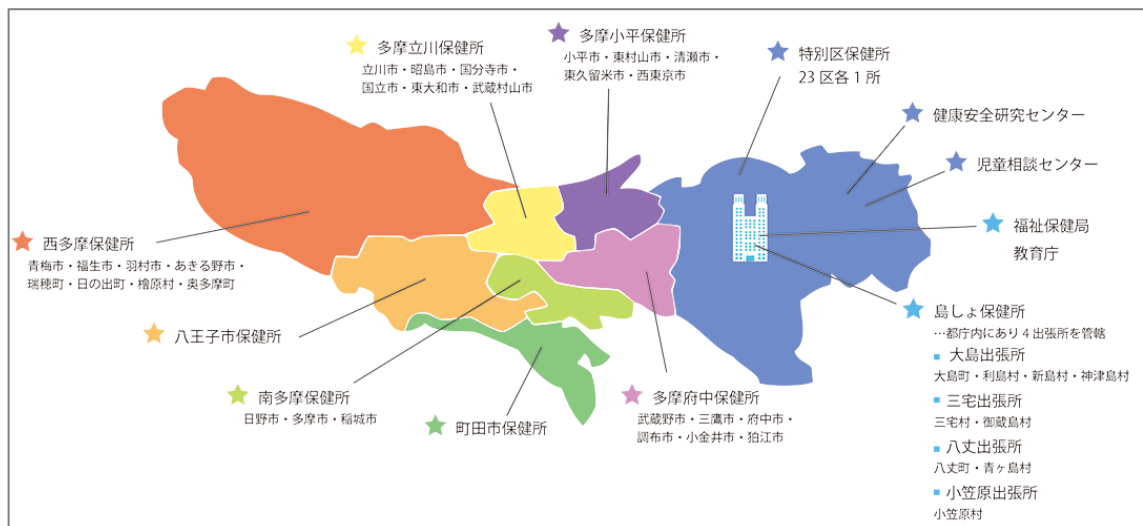 多摩立川保健所
立川市・昭島市・国分寺市・
国立市・東大和市・武蔵村山市
多摩小平保健所
小平市・東村山市・清瀬市・
東久留米市・西東京市
特別区保健所
23 区各 1 所
健康安全研究センター
児童相談センター
福祉保健局
教育庁
西多摩保健所
青梅市・福生市・羽村市・あきる野市・
瑞穂町・日の出町・檜原村・奥多摩町
八王子市保健所
南多摩保健所
日野市・多摩市・稲城市
町田市保健所
多摩府中保健所
武蔵野市・三鷹市・府中市・
調布市・小金井市・狛江市
島しょ保健所
…都庁内にあり 4 出張所を管轄
大島出張所
大島町・利島村・新島村・神津島村
三宅出張所
三宅村・御蔵島村
八丈出張所
八丈町・青ヶ島村
小笠原出張所
小笠原村